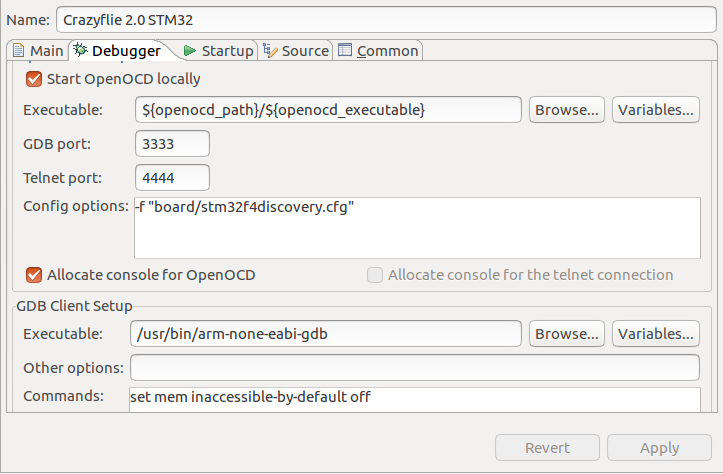 Name: Crazyflie 2.0 STM32
Main Debugger Startup Source Common
Start OpenOCD locally
Executable: ${openocd_path}/${openocd_executable} Browse... Variables...
GDB port: 3333
Telnet port: 4444
Config options: -f "board/stm32f4discovery.cfg"
Allocate console for OpenOCD Allocate console for the telnet connection
GDB Client Setup
Executable: /usr/bin/arm-none-eabi-gdb Browse... Variables...
Other options:
Commands: set mem inaccessible-by-default off
Revert Apply